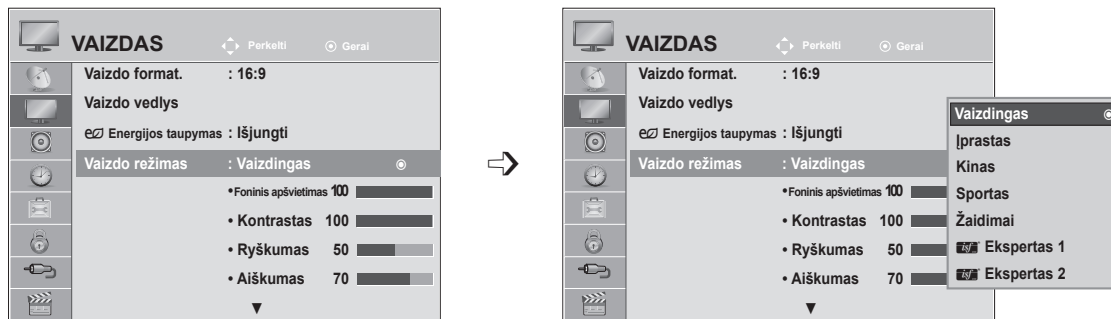 VAIZDAS Perkelti Gerai
Vaizdo format. : 16:9
Vaizdo vedlys
Energijos taupymas : Išjungti
Vaizdo režimas : Vaizdingas
•Foninis apšvietimas 100
• Kontrastas 100
• Ryškumas 50
• Aiškumas 70
▼
VAIZDAS Perkelti Gerai
Vaizdo format. : 16:9
Vaizdo vedlys
Energijos taupymas : Išjungti
Vaizdo režimas : Vaizdingas
•Foninis apšvietimas 100
• Kontrastas 100
• Ryškumas 50
• Aiškumas 70
▼
Vaizdingas
Įprastas
Kinas
Sportas
Žaidimai
isf Ekspertas 1
isf Ekspertas 2